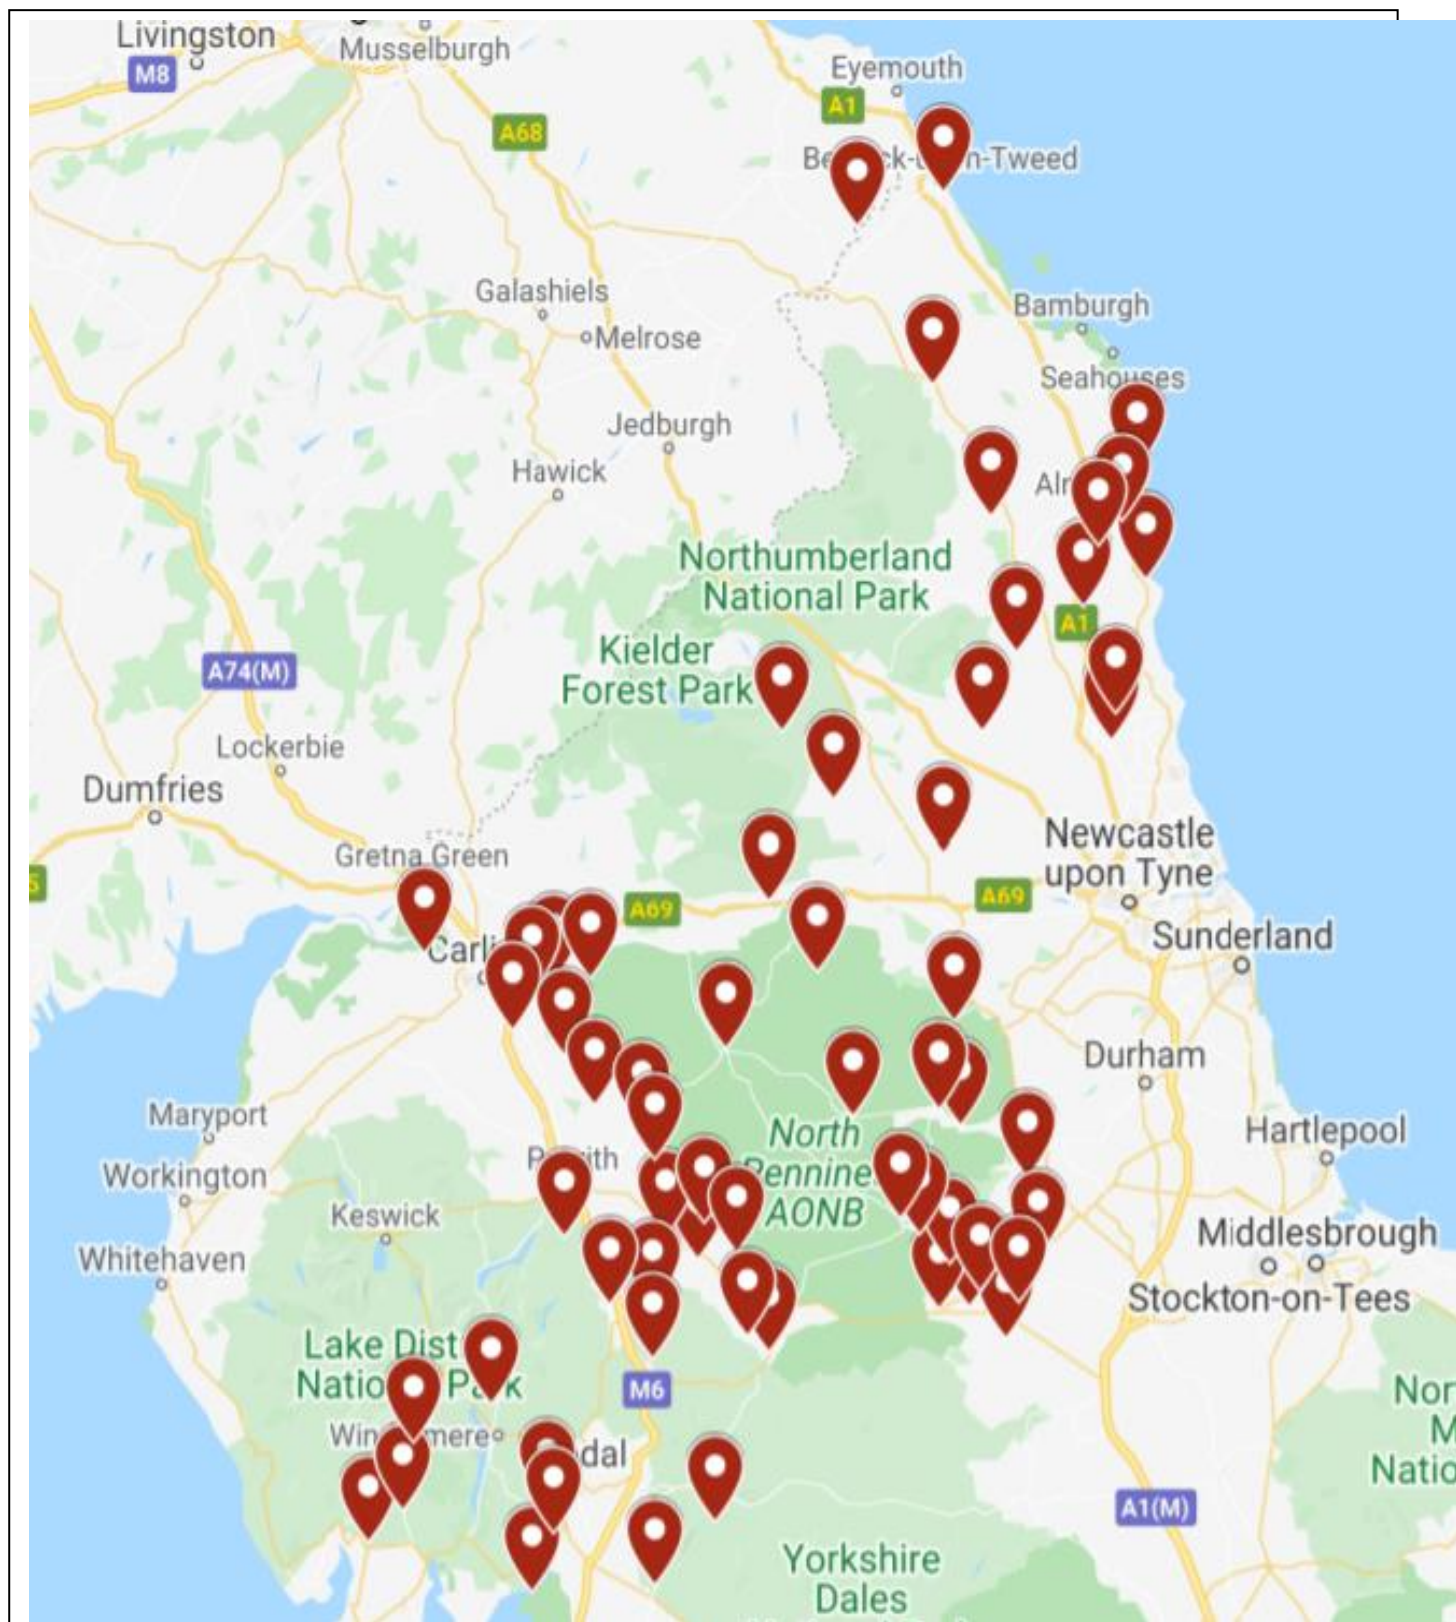 Livingston
Musselburgh
M8
Eyemouth
A1
A68
Galashiels
Melrose
Bamburgh
Seahouses
Jedburgh
Hawick
Northumberland
National Park
A1
Kielder
Forest Park
A74(M)
Lockerbie
Dumfries
Newcastle
upon Tyne
Gretna Green
5
A69
A69
Sunderland
Durham
Maryport
Hartlepool
North
AONB
Workington
Keswick
Middlesbrough
Whitehaven
Stockton-on-Tees
Lake Dist
M6
A1(M)
Yorkshire
Dales